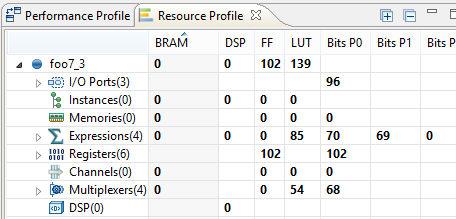 Performance Profile Resource Profile
BRAM DSP FF LUT Bits P0 Bits P1 Bits P
foo7_3 0 0 102 139
I/O Ports(3) 96
Instances(0) 0 0 0 0
Memories(0) 0 0 0 0
Expressions(4) 0 0 0 85 70 69 0
Registers(6) 102 102
Channels(0) 0 0 0 0
Multiplexers(4) 0 0 54 68
DSP(0) 0